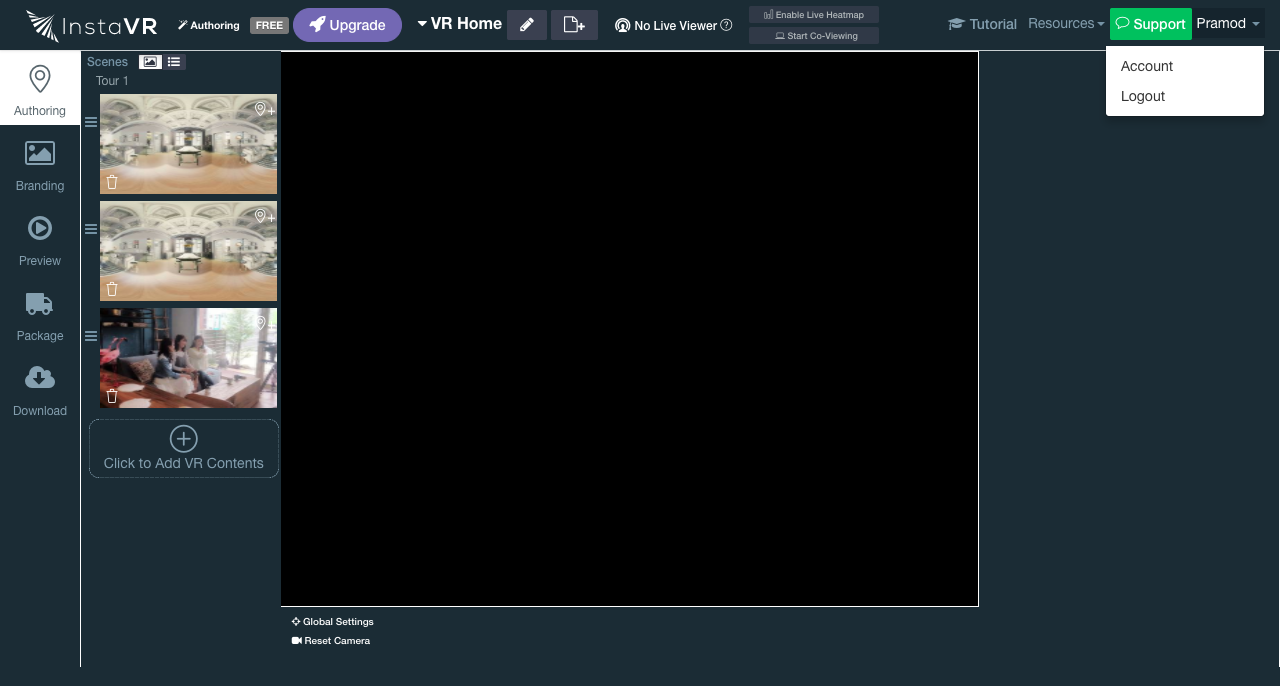 InstaVR
Authoring
FREE
Upgrade
VR Home
No Live Viewer
Enable Live Heatmap
Start Co-Viewing
Tutorial
Resources
Support
Pramod
Account
Logout
Authoring
Branding
Preview
Package
Download
Scenes
Tour 1
Click to Add VR Contents
Global Settings
Reset Camera